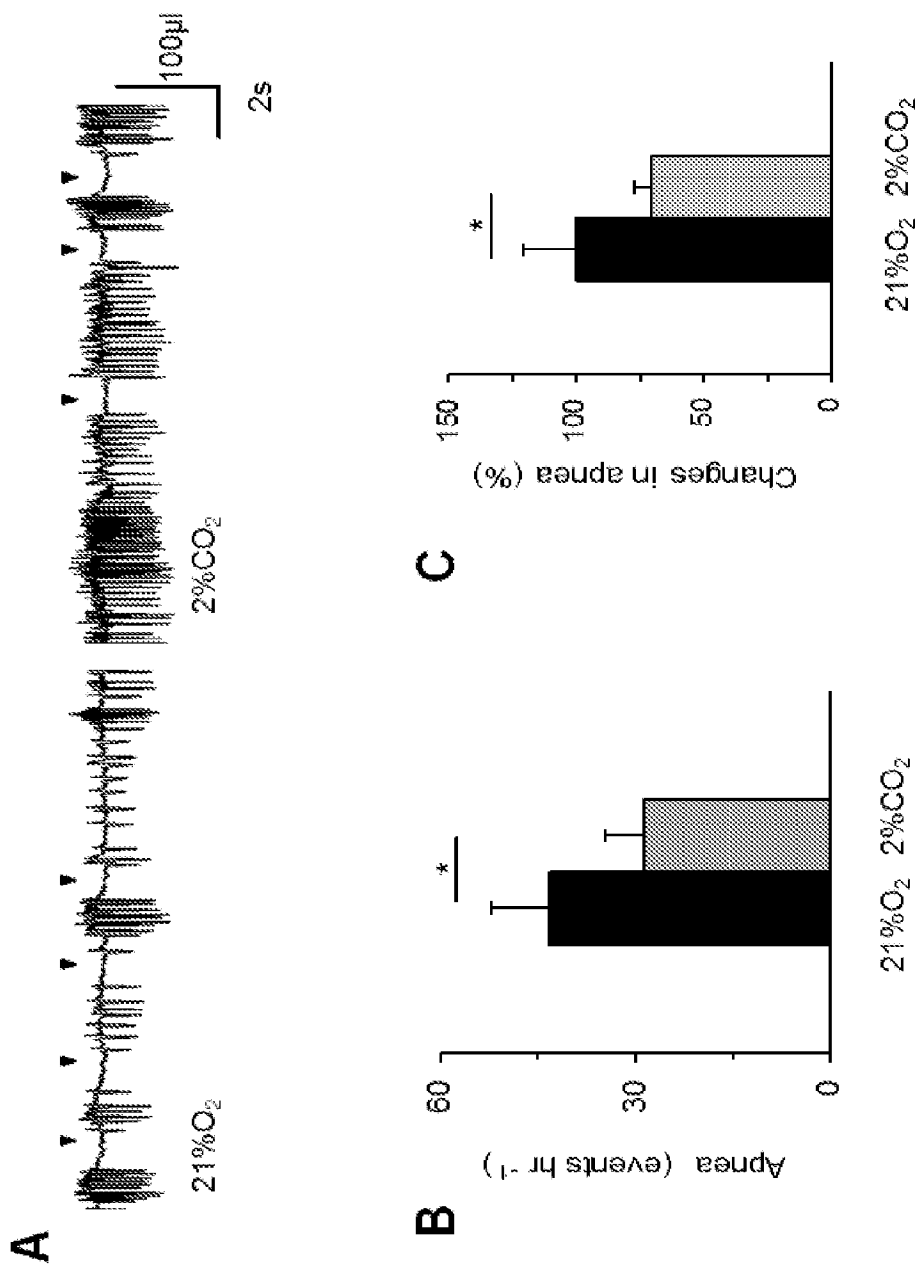 A
21%O₂
2%CO₂
100µl
2s
B
Apnea (events hr⁻¹)
60
30
0
*
21%O₂ 2%CO₂
C
Changes in apnea (%)
150
100
50
0
*
21%O₂ 2%CO₂